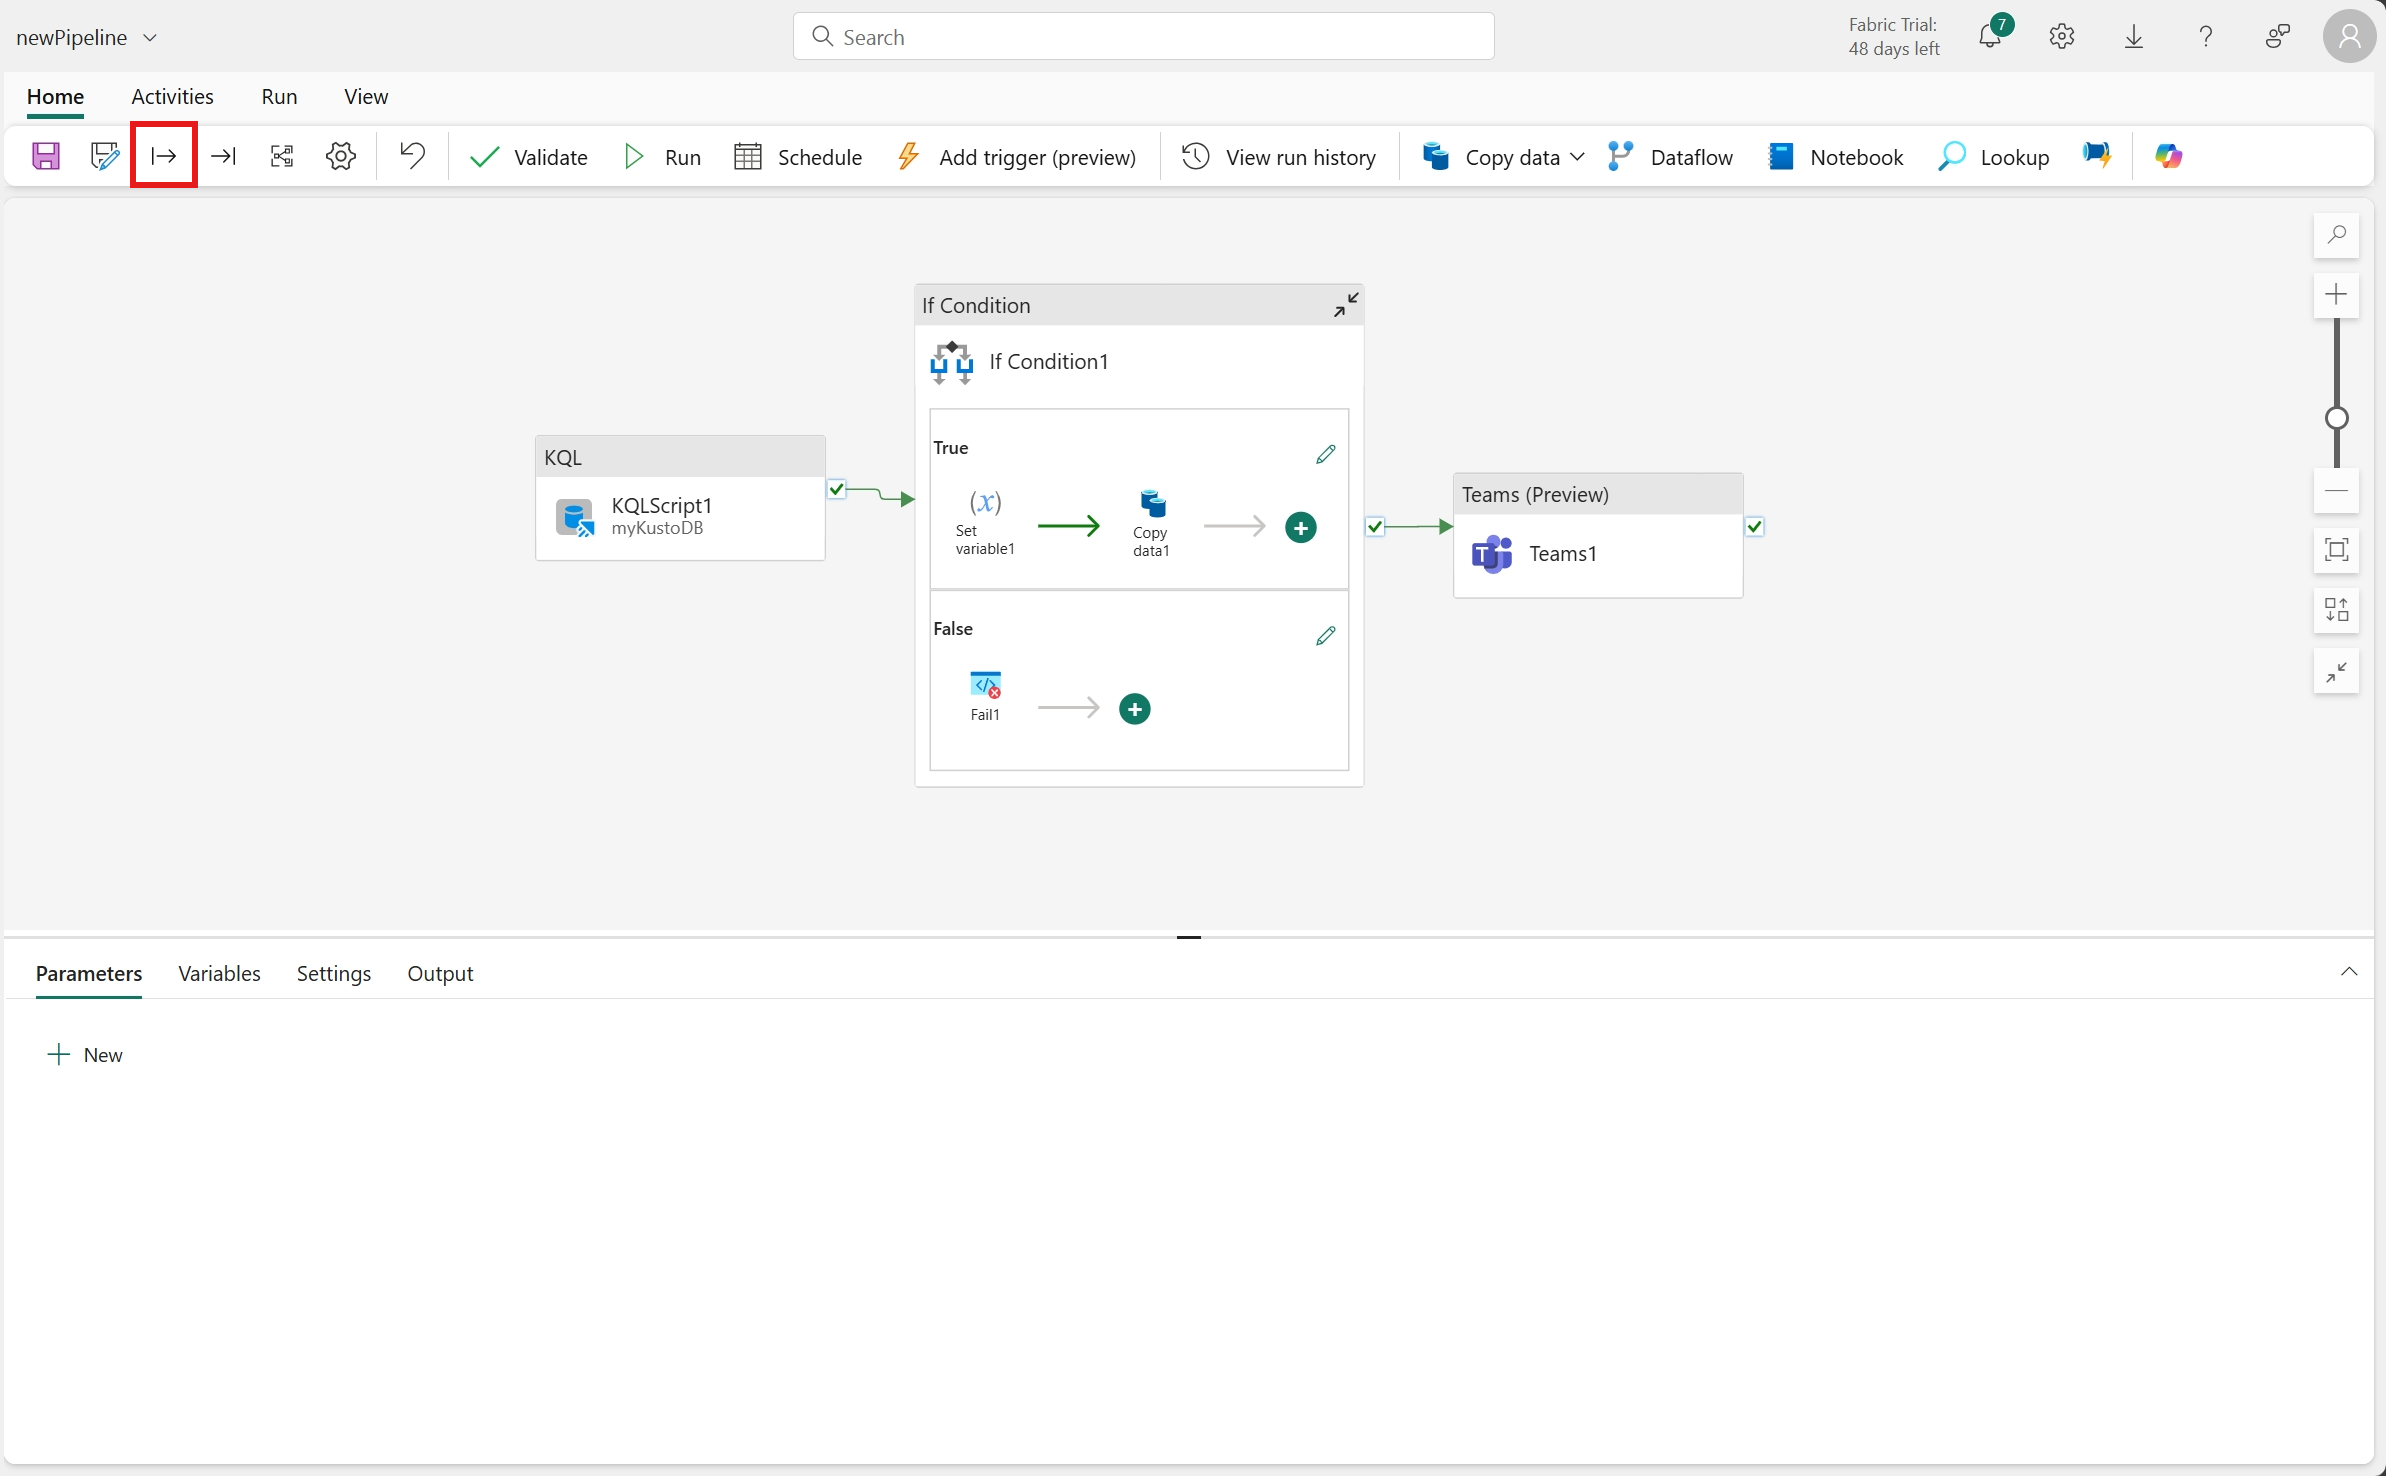 newPipeline
Search
Fabric Trial:
48 days left
7
Home
Activities
Run
View
Validate
Run
Schedule
Add trigger (preview)
View run history
Copy data
Dataflow
Notebook
Lookup
If Condition
If Condition1
True
(x)
Set
variable1
Copy
data1
False
Fail1
KQL
KQLScript1
myKustoDB
Teams (Preview)
Teams1
Parameters
Variables
Settings
Output
New